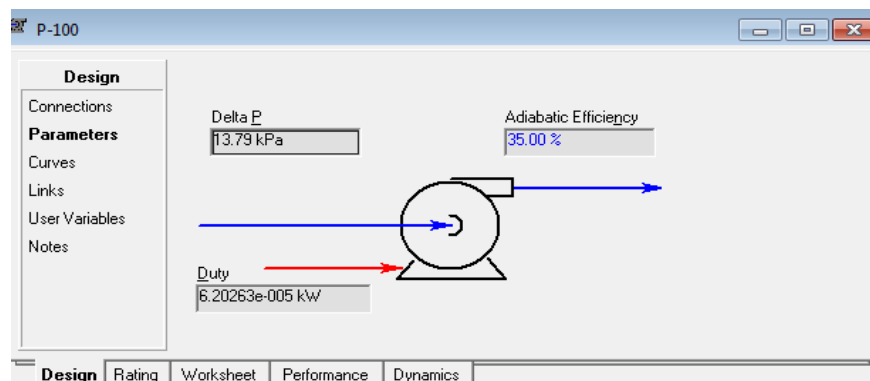 P-100
Design
Connections
Parameters
Curves
Links
User Variables
Notes
Delta P
13.79 kPa
Adiabatic Efficiency
35.00 %
Duty
6.20263e-005 kW
Design Rating Worksheet Performance Dynamics